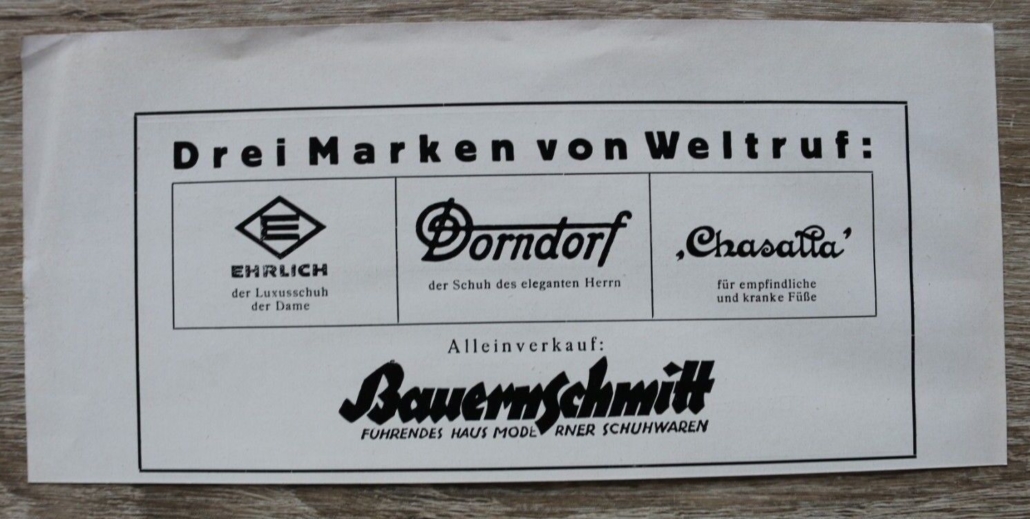 Drei Marken von Weltruf:
E
EHRLICH
der Luxusschuh
der Dame
Dorndorf
der Schuh des eleganten Herrn
‚Chasalla’
für empfindliche
und kranke Füße
Alleinverkauf:
Bauernschmitt
FÜHRENDES HAUS MODERNER SCHUHWAREN